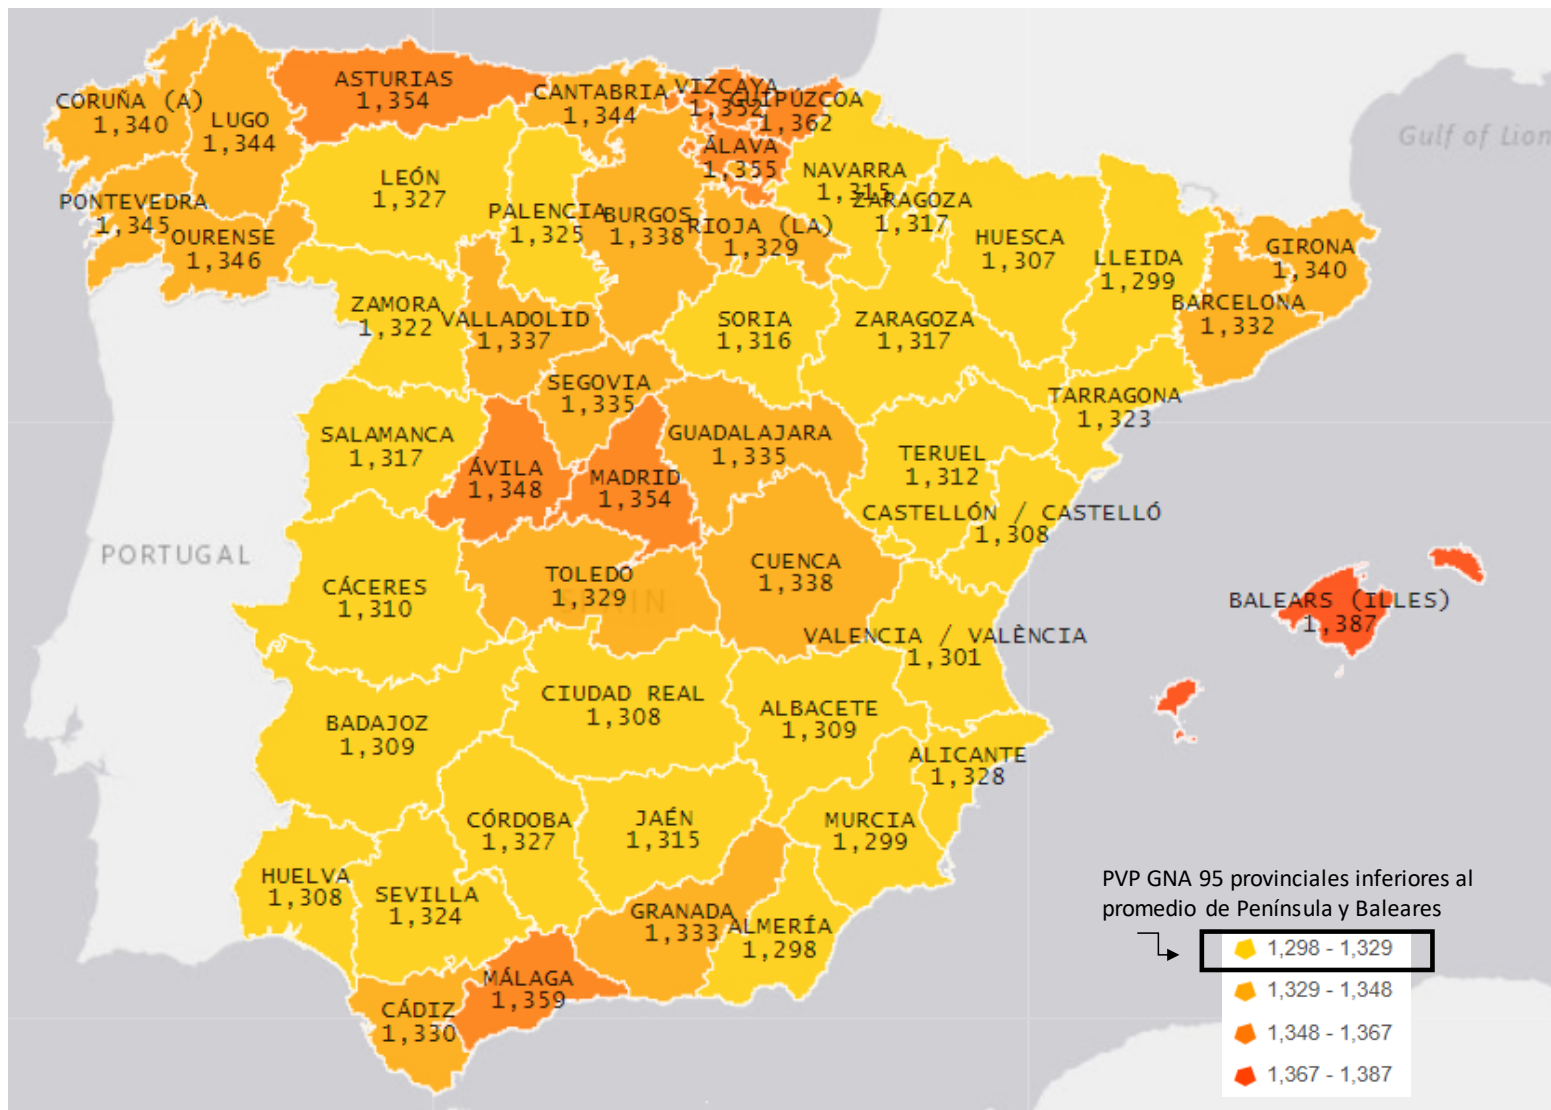 Gulf of Lion
ASTURIAS
1,354
CANTABRIA
1,344
VIZCAYA
1,352
GUIPÚZCOA
1,362
CORUÑA (A)
1,340
LUGO
1,344
ÁLAVA
1,355
NAVARRA
1,315
LEÓN
1,327
PALENCIA
1,325
BURGOS
1,338
RIOJA (LA)
1,329
ZARAGOZA
1,317
PONTEVEDRA
1,345
OURENSE
1,346
HUESCA
1,307
LLEIDA
1,299
GIRONA
1,340
BARCELONA
1,332
ZAMORA
1,322
VALLADOLID
1,337
SORIA
1,316
ZARAGOZA
1,317
SEGOVIA
1,335
TARRAGONA
1,323
SALAMANCA
1,317
ÁVILA
1,348
MADRID
1,354
GUADALAJARA
1,335
TERUEL
1,312
CASTELLÓN / CASTELLÓ
1,308
PORTUGAL
CÁCERES
1,310
TOLEDO
1,329
SPAIN
CUENCA
1,338
BALEARS (ILLES)
1,387
VALENCIA / VALÈNCIA
1,301
CIUDAD REAL
1,308
ALBACETE
1,309
BADAJOZ
1,309
ALICANTE
1,328
CÓRDOBA
1,327
JAÉN
1,315
MURCIA
1,299
HUELVA
1,308
SEVILLA
1,324
GRANADA
1,333
ALMERÍA
1,298
MÁLAGA
1,359
CÁDIZ
1,330
PVP GNA 95 provinciales inferiores al
promedio de Península y Baleares
1,298 - 1,329
1,329 - 1,348
1,348 - 1,367
1,367 - 1,387